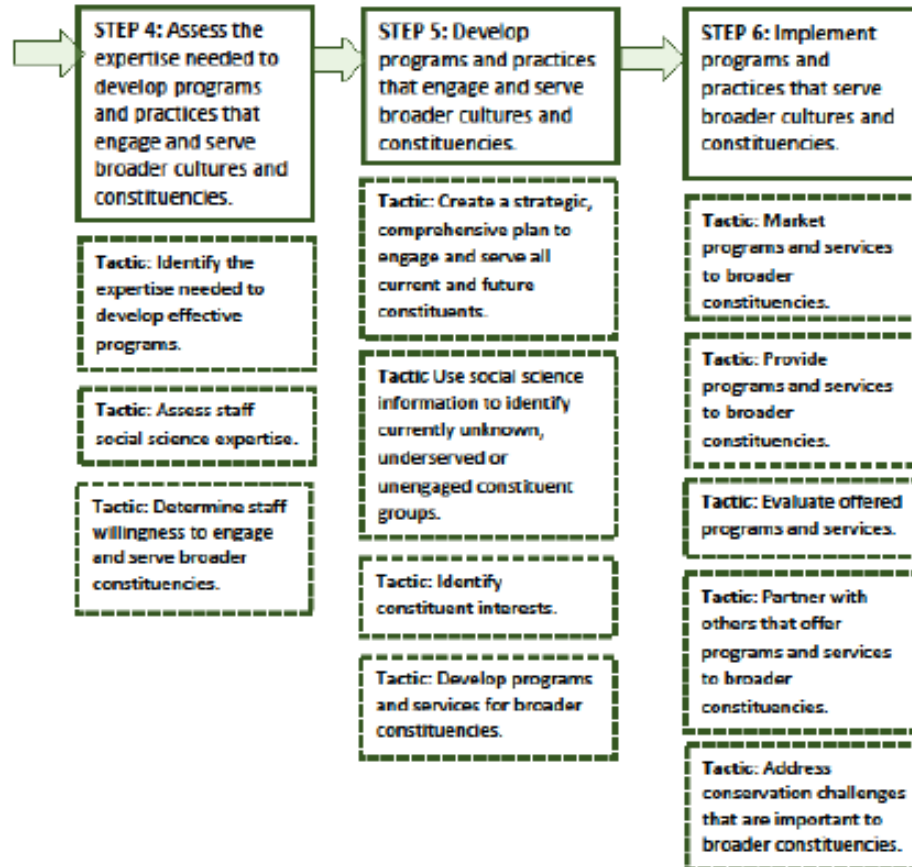 STEP 4: Assess the
expertise needed to
develop programs
and practices that
engage and serve
broader cultures and
constituencies.
Tactic: Identify the
expertise needed to
develop effective
programs.
Tactic: Assess staff
social science expertise.
Tactic: Determine staff
willingness to engage
and serve broader
constituencies.
STEP 5: Develop
programs and practices
that engage and serve
broader cultures and
constituencies.
Tactic: Create a strategic,
comprehensive plan to
engage and serve all
current and future
constituents.
Tactic Use social science
information to identify
currently unknown,
underserved or
unengaged constituent
groups.
Tactic: Identify
constituent interests.
Tactic: Develop programs
and services for broader
constituencies.
STEP 6: Implement
programs and
practices that serve
broader cultures and
constituencies.
Tactic: Market
programs and services
to broader
constituencies.
Tactic: Provide
programs and services
to broader
constituencies.
Tactic: Evaluate offered
programs and services.
Tactic: Partner with
others that offer
programs and services
to broader
constituencies.
Tactic: Address
conservation challenges
that are important to
broader constituencies.